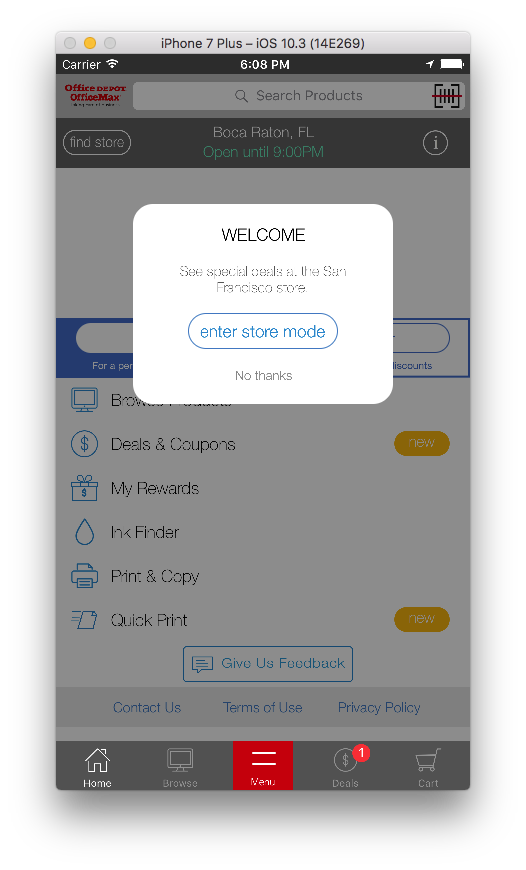 iPhone 7 Plus – iOS 10.3 (14E269)
Carrier 6:08 PM
Office DEPOT
OfficeMax
Search Products
find store
Boca Raton, FL
Open until 9:00PM
i
WELCOME
See special deals at the San
Francisco store.
enter store mode
No thanks
For a per
iscounts
Browse Products
$ Deals & Coupons new
$ My Rewards
Ink Finder
Print & Copy
Quick Print new
Give Us Feedback
Contact Us Terms of Use Privacy Policy
$ 1
Home Browse Menu Deals Cart